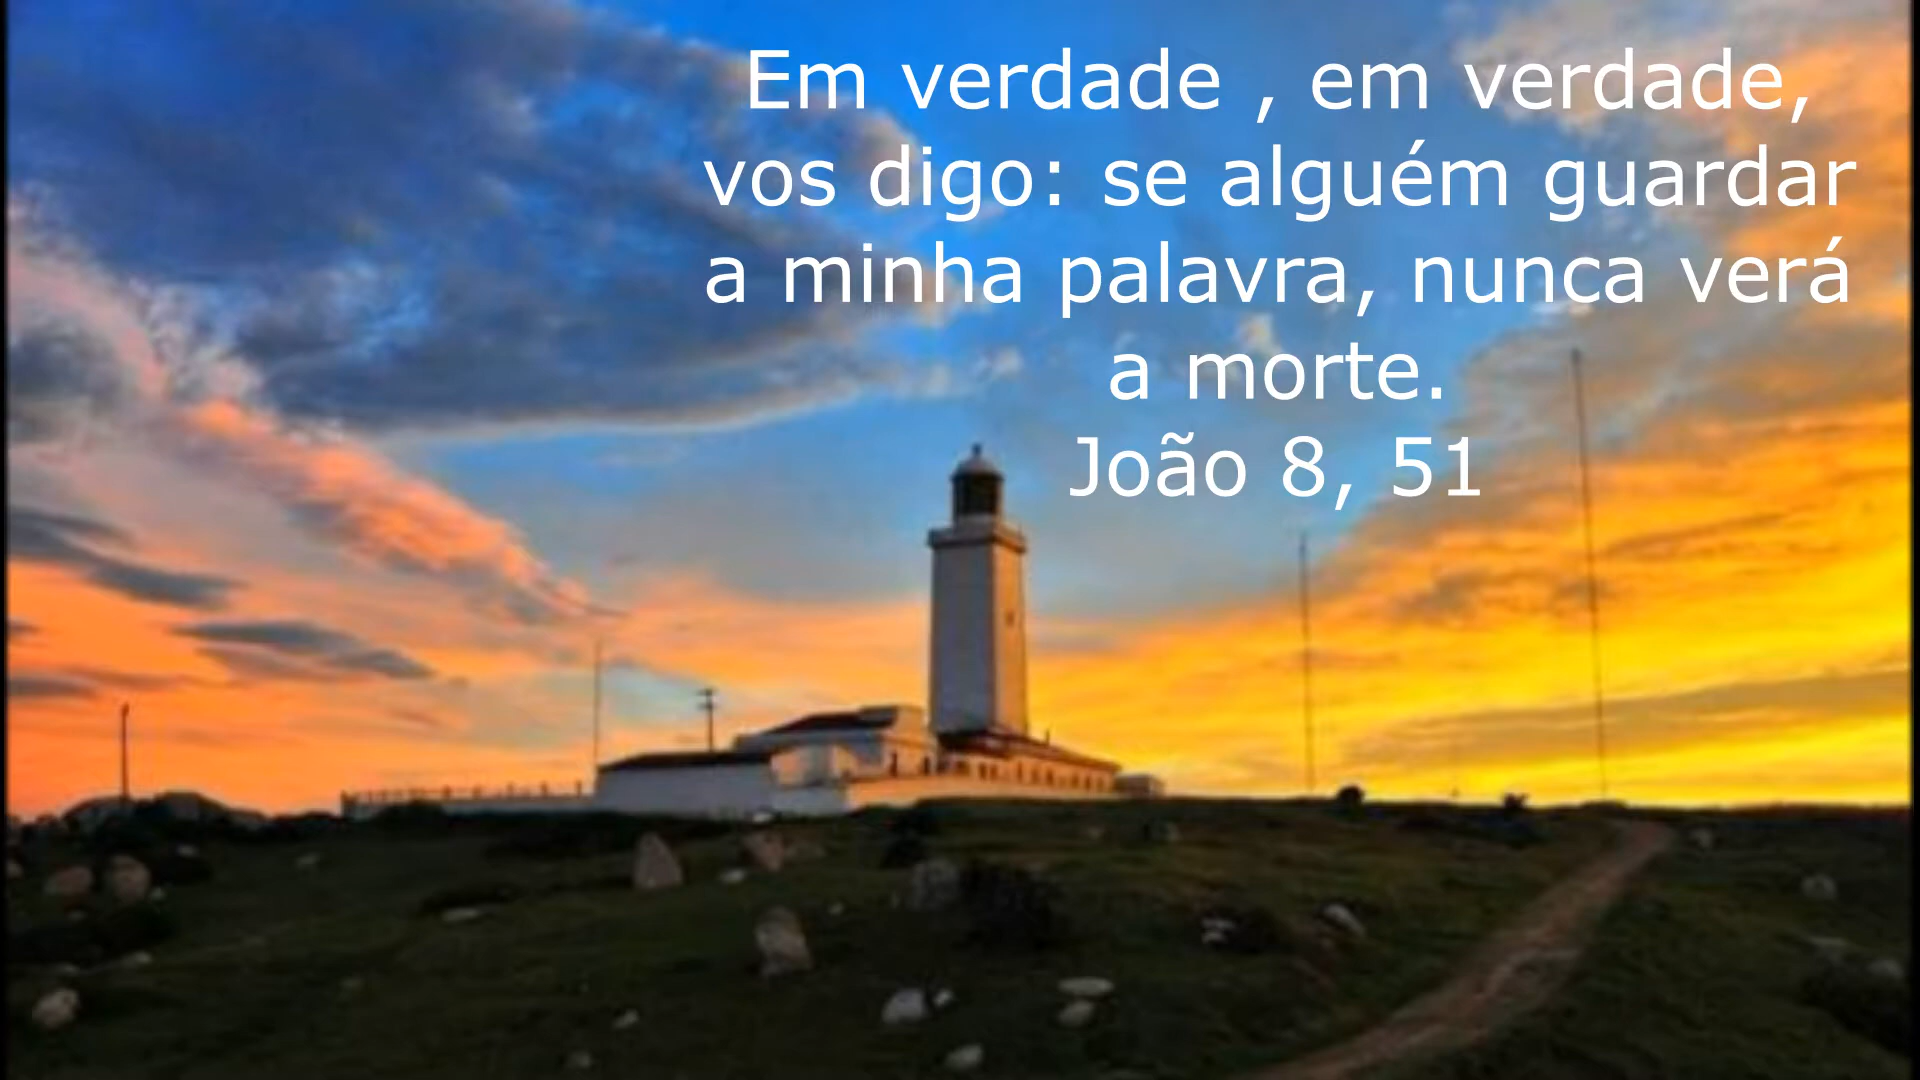 Em verdade , em verdade,
vos digo: se alguém guardar
a minha palavra, nunca verá
a morte.
João 8, 51